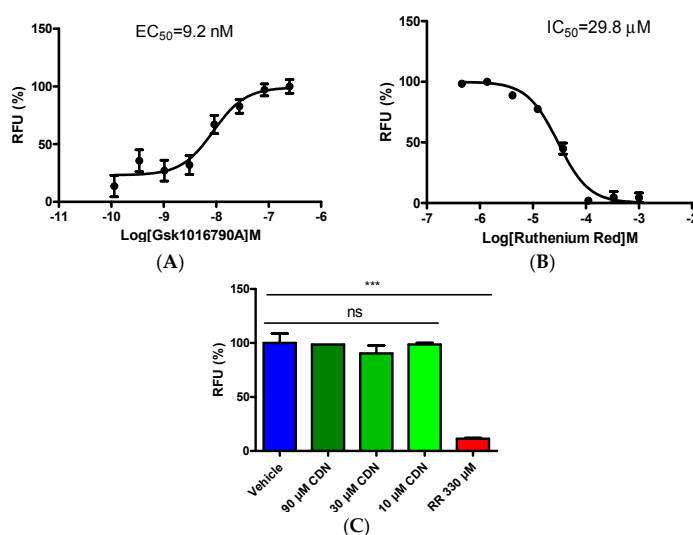 EC50=9.2 nM
150
100
50
0
RFU (%)
-11 -10 -9 -8 -7 -6
Log[Gsk1016790A]M
(A)
IC50=29.8 μM
150
100
50
0
RFU (%)
-7 -6 -5 -4 -3 -2
Log[Ruthenium Red]M
(B)
***
ns
150
100
50
0
RFU (%)
Vehicle
90 μM CDN
30 μM CDN
10 μM CDN
RR 330 μM
(C)